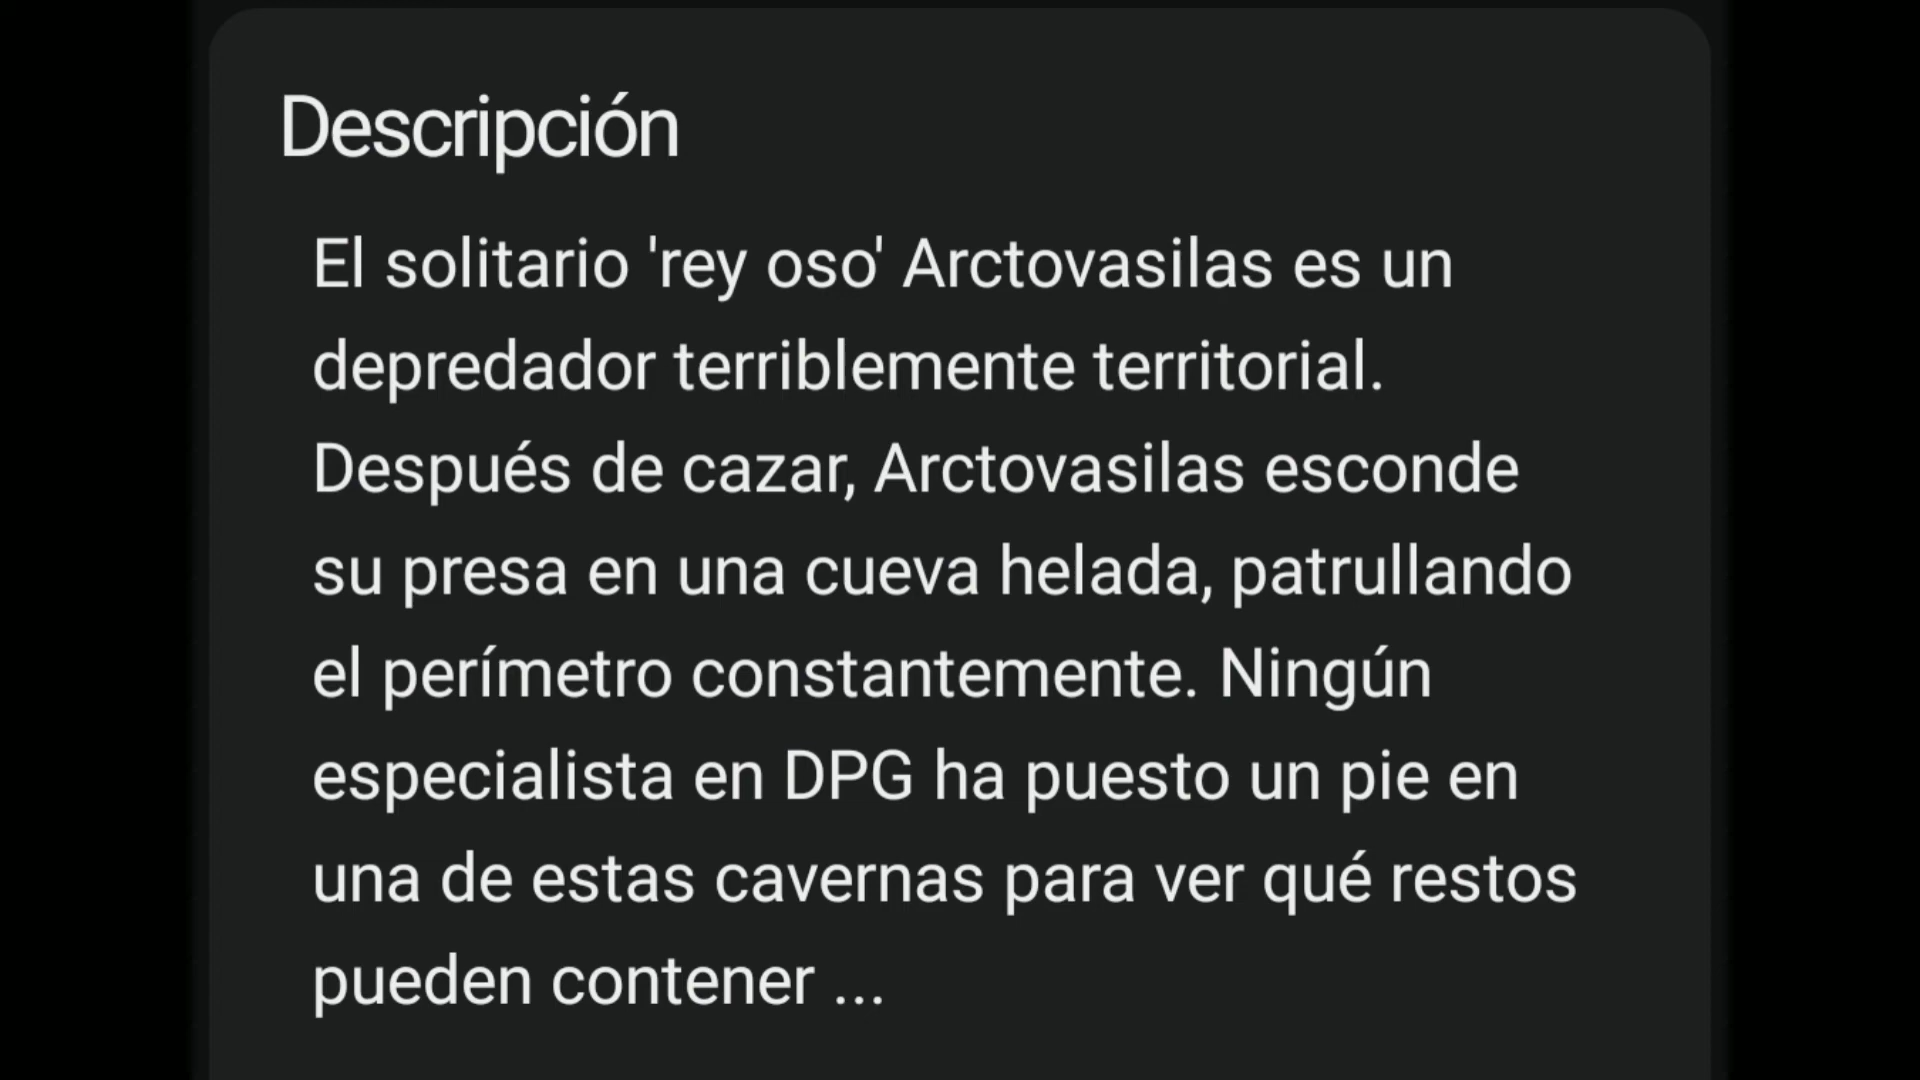 Descripción
El solitario 'rey oso' Arctovasilas es un
depredador terriblemente territorial.
Después de cazar, Arctovasilas esconde
su presa en una cueva helada, patrullando
el perímetro constantemente. Ningún
especialista en DPG ha puesto un pie en
una de estas cavernas para ver qué restos
pueden contener ...